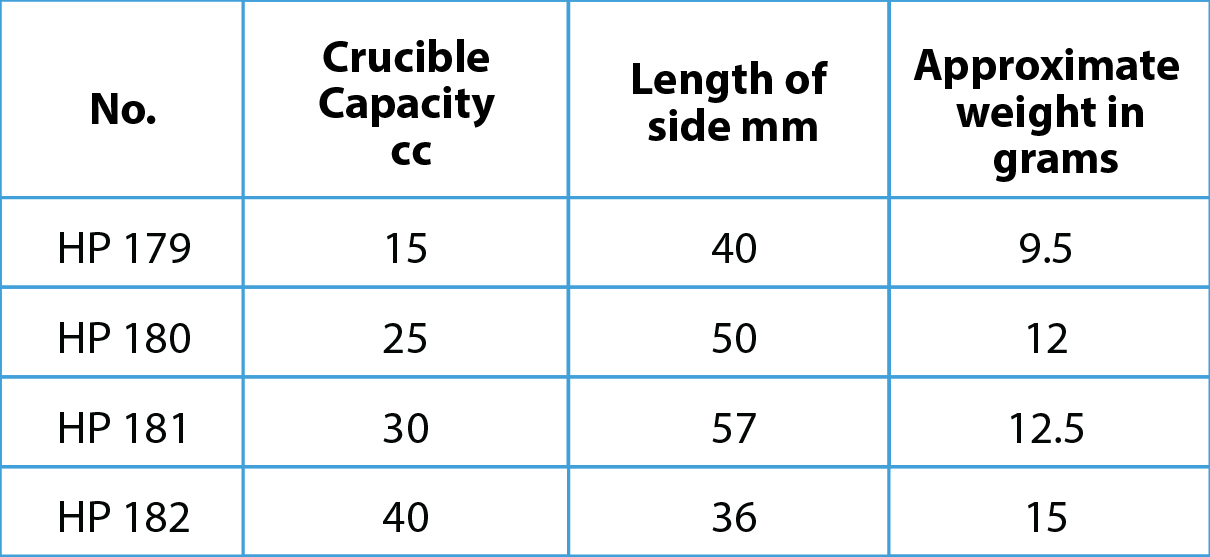 No.
Crucible
Capacity
cc
Length of
side mm
Approximate
weight in
grams
HP 179 15 40 9.5
HP 180 25 50 12
HP 181 30 57 12.5
HP 182 40 36 15